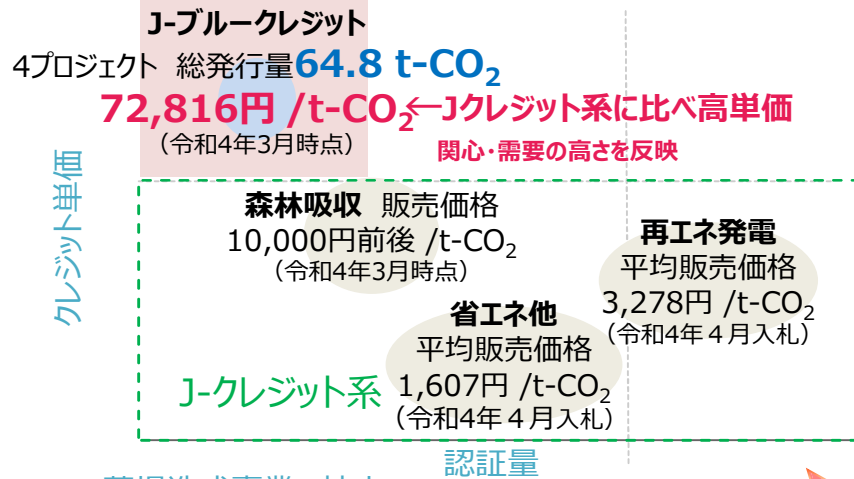 J-ブルークレジット
4プロジェクト 総発行量64.8 t-CO2
72,816円 /t-CO2←Jクレジット系に比べ高単価
(令和4年3月時点)
関心・需要の高さを反映
クレジット単価
森林吸収 販売価格
10,000円前後 /t-CO2
(令和4年3月時点)
再エネ発電
平均販売価格
3,278円 /t-CO2
(令和4年４月入札)
省エネ他
平均販売価格
1,607円 /t-CO2
(令和4年４月入札)
J-クレジット系
認証量